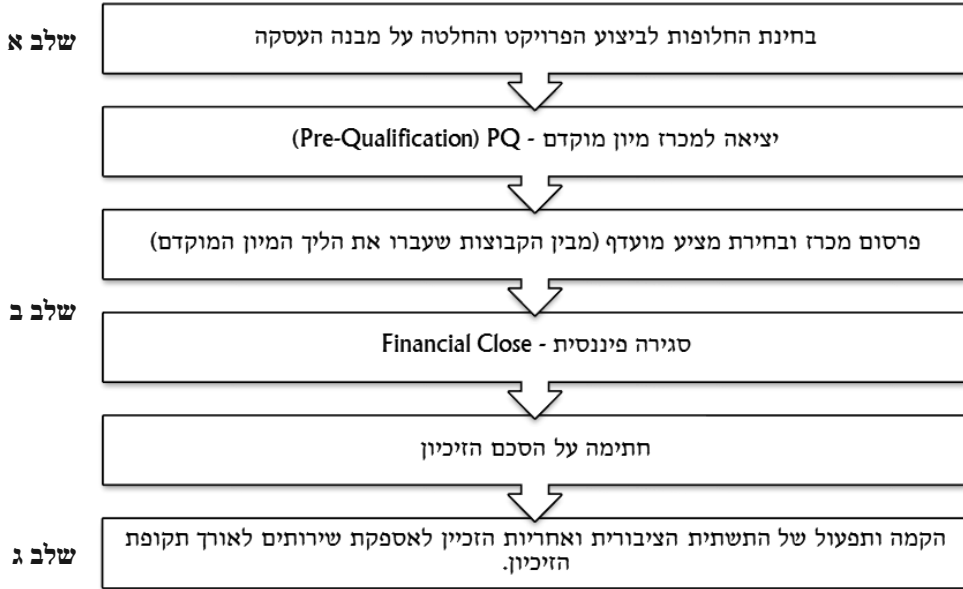 שלב א
בחינת החלופות לביצוע הפרויקט והחלטה על מבנה העסקה
יציאה למכרז מיון מוקדם - PQ (Pre-Qualification)
פרסום מכרז ובחירת מציע מועדף (מבין הקבוצות שעברו את הליך המיון המוקדם)
שלב ב
סגירה פיננסית - Financial Close
חתימה על הסכם הזיכיון
שלב ג
הקמה ותפעול של התשתית הציבורית ואחריות הזכיין לאספקת שירותים לאורך תקופת
הזיכיון.